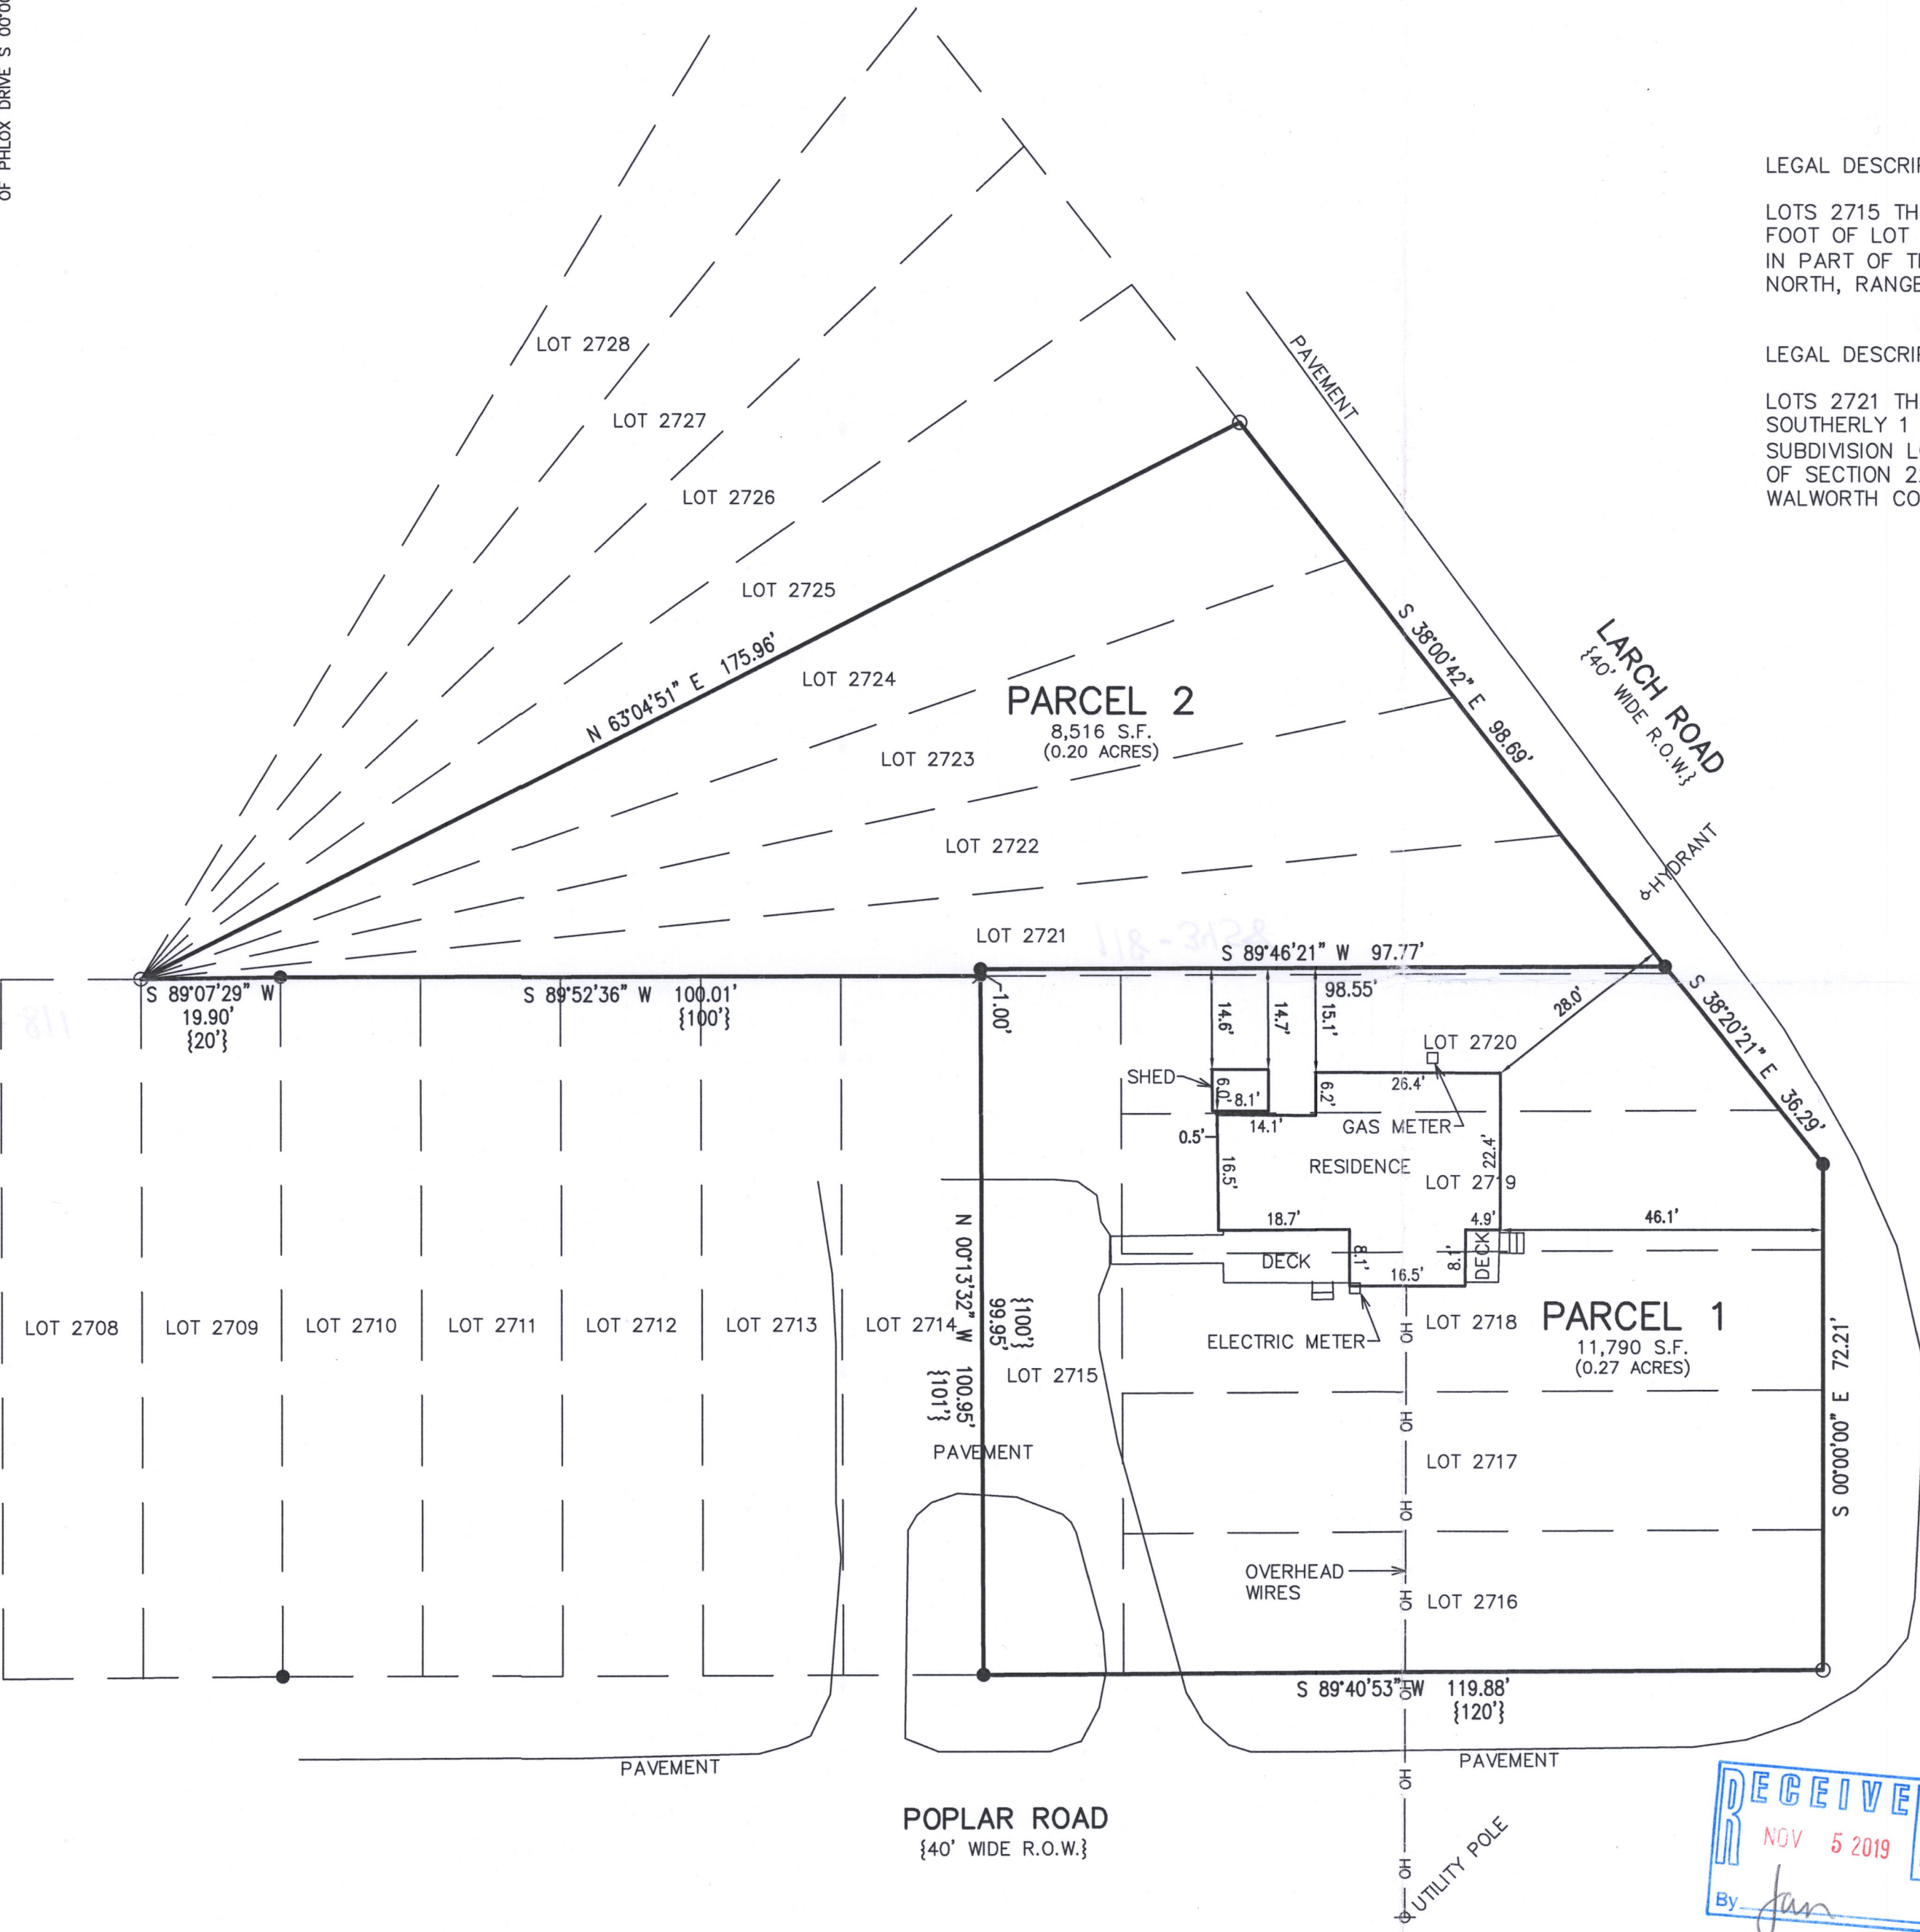 OF PHLOX DRIVE S 00°0
LEGAL DESCRI
LOTS 2715 TH
FOOT OF LOT
IN PART OF T
NORTH, RANGE
LEGAL DESCRI
LOTS 2721 TH
SOUTHERLY 1
SUBDIVISION L
OF SECTION 2
WALWORTH CO
LOT 2728
LOT 2727
LOT 2726
LOT 2725
LOT 2724
LOT 2723
LOT 2722
LOT 2721
PAVEMENT
N 63°04'51" E 175.96'
PARCEL 2
8,516 S.F.
(0.20 ACRES)
S 38°00'42" E 98.69'
LARCH ROAD
{40' WIDE R.O.W.}
HYDRANT
S 89°46'21" W 97.77'
98.55'
S 89°07'29" W
19.90'
{20'}
S 89°52'36" W 100.01'
{100'}
1.00'
14.6'
14.7'
15.1'
28.0'
S 38°20'21" E 36.29'
LOT 2720
SHED
6.0'
8.1'
6.2'
26.4'
14.1'
GAS METER
0.5'
16.5'
RESIDENCE
22.4'
LOT 2719
18.7'
4.9'
46.1'
DECK
8.1'
16.5'
8.1'
DECK
N 00°13'32" W 100.95'
{101'}
99.95'
{100'}
LOT 2708
LOT 2709
LOT 2710
LOT 2711
LOT 2712
LOT 2713
LOT 2714
LOT 2715
ELECTRIC METER
LOT 2718
PARCEL 1
11,790 S.F.
(0.27 ACRES)
S 00°00'00" E 72.21'
PAVEMENT
LOT 2717
OVERHEAD
WIRES
LOT 2716
OH
OH
OH
OH
OH
OH
OH
S 89°40'53" W 119.88'
{120'}
PAVEMENT
PAVEMENT
POPLAR ROAD
{40' WIDE R.O.W.}
UTILITY POLE
RECEIVE
NOV 5 2019
By Jan